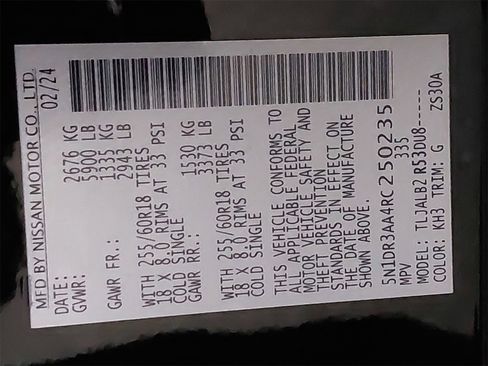 MFD BY NISSAN MOTOR CO., LTD.
DATE: 02/24
GVWR: 2676 KG
5900 LB
GAWR FR.: 1335 KG
2943 LB
WITH 255/60R18 TIRES
18 X 8.0 RIMS AT 33 PSI
COLD SINGLE
GAWR RR.: 1530 KG
3373 LB
WITH 255/60R18 TIRES
18 X 8.0 RIMS AT 33 PSI
COLD SINGLE
THIS VEHICLE CONFORMS TO
ALL APPLICABLE FEDERAL
MOTOR VEHICLE SAFETY AND
THEFT PREVENTION
STANDARDS IN EFFECT ON
THE DATE OF MANUFACTURE
SHOWN ABOVE.
5N1DR3AA4RC250235
MPV 335
MODEL: TLJALB2 R53DU8-----
COLOR: KH3 TRIM: G ZS30A